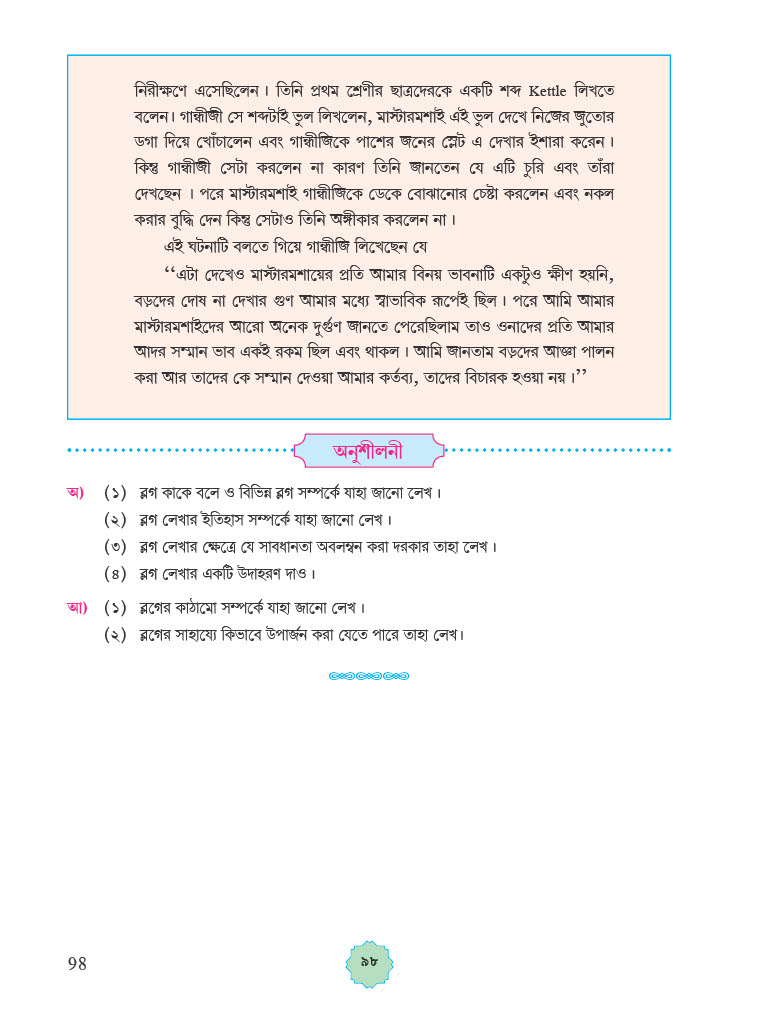 নিরীক্ষণে এসেছিলেন। তিনি প্রথম শ্রেণীর ছাত্রদেরকে একটি শব্দ Kettle লিখতে
বলেন। গান্ধীজী সে শব্দটাই ভুল লিখলেন, মাস্টারমশাই এই ভুল দেখে নিজের জুতোর
ডগা দিয়ে খোঁচালেন এবং গান্ধীজিকে পাশের জনের স্লেট এ দেখার ইশারা করেন।
কিন্তু গান্ধীজী সেটা করলেন না কারণ তিনি জানতেন যে এটি চুরি এবং তাঁরা
দেখছেন । পরে মাস্টারমশাই গান্ধীজিকে ডেকে বোঝানোর চেষ্টা করলেন এবং নকল
করার বুদ্ধি দেন কিন্তু সেটাও তিনি অঙ্গীকার করলেন না।
এই ঘটনাটি বলতে গিয়ে গান্ধীজি লিখেছেন যে
‘‘এটা দেখেও মাস্টারমশায়ের প্রতি আমার বিনয় ভাবনাটি একটুও ক্ষীণ হয়নি,
বড়দের দোষ না দেখার গুণ আমার মধ্যে স্বাভাবিক রূপেই ছিল। পরে আমি আমার
মাস্টারমশাইদের আরো অনেক দুর্গুণ জানতে পেরেছিলাম তাও ওনাদের প্রতি আমার
আদর সম্মান ভাব একই রকম ছিল এবং থাকল। আমি জানতাম বড়দের আজ্ঞা পালন
করা আর তাদের কে সম্মান দেওয়া আমার কর্তব্য, তাদের বিচারক হওয়া নয়।’’
অনুশীলনী
অ) (১) ব্লগ কাকে বলে ও বিভিন্ন ব্লগ সম্পর্কে যাহা জানো লেখ।
(২) ব্লগ লেখার ইতিহাস সম্পর্কে যাহা জানো লেখ।
(৩) ব্লগ লেখার ক্ষেত্রে যে সাবধানতা অবলম্বন করা দরকার তাহা লেখ।
(৪) ব্লগ লেখার একটি উদাহরণ দাও।
আ) (১) ব্লগের কাঠামো সম্পর্কে যাহা জানো লেখ।
(২) ব্লগের সাহায্যে কিভাবে উপার্জন করা যেতে পারে তাহা লেখ।
98
৯৮